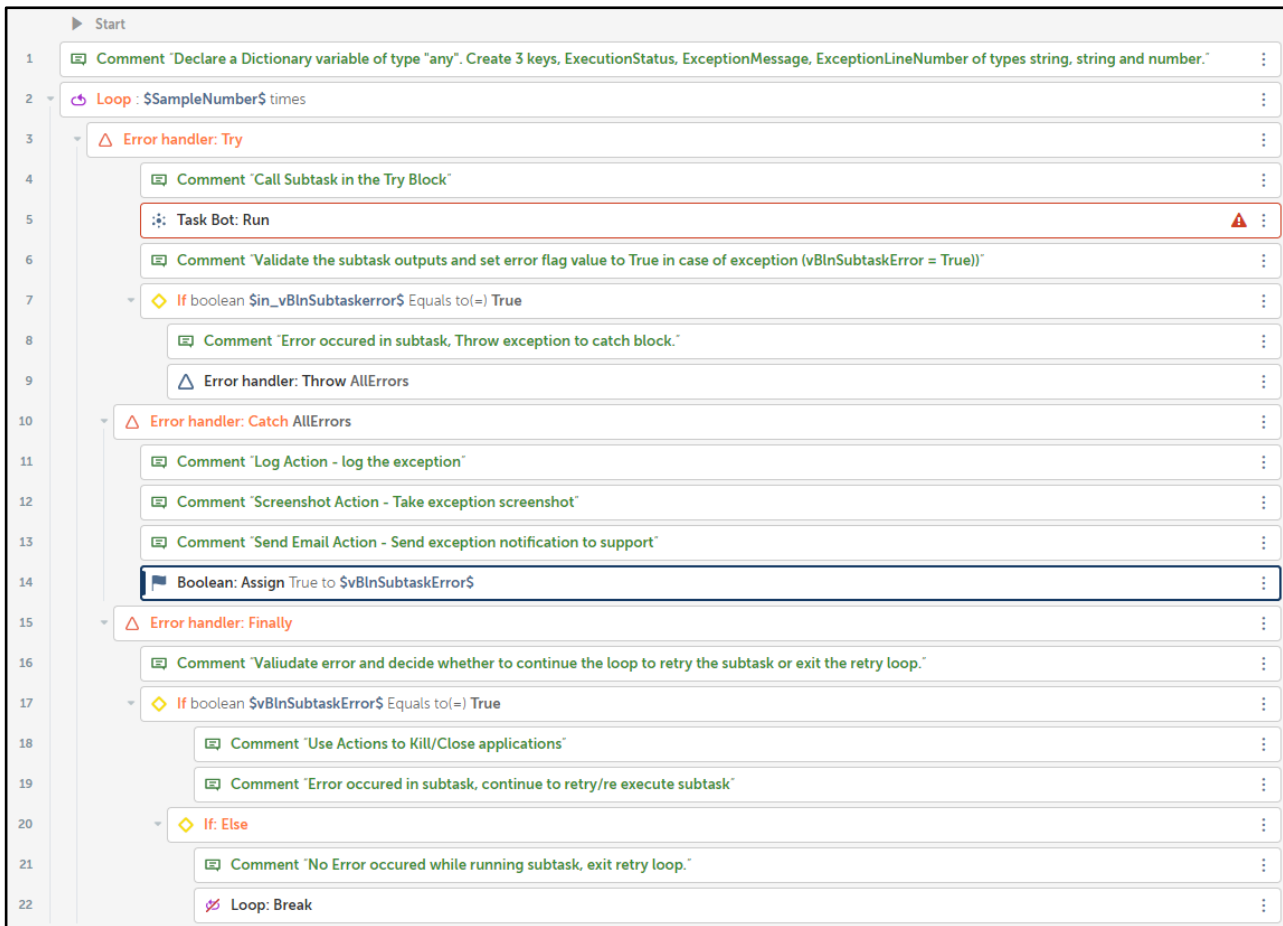 Start
1 Comment "Declare a Dictionary variable of type "any". Create 3 keys, ExecutionStatus, ExceptionMessage, ExceptionLineNumber of types string, string and number."
2 Loop : $SampleNumber$ times
3 Error handler: Try
4 Comment "Call Subtask in the Try Block"
5 Task Bot: Run
6 Comment "Validate the subtask outputs and set error flag value to True in case of exception (vBlnSubtaskError = True))"
7 If boolean $in_vBlnSubtaskerror$ Equals to(=) True
8 Comment "Error occured in subtask, Throw exception to catch block."
9 Error handler: Throw AllErrors
10 Error handler: Catch AllErrors
11 Comment "Log Action - log the exception"
12 Comment "Screenshot Action - Take exception screenshot"
13 Comment "Send Email Action - Send exception notification to support"
14 Boolean: Assign True to $vBlnSubtaskError$
15 Error handler: Finally
16 Comment "Valiudate error and decide whether to continue the loop to retry the subtask or exit the retry loop."
17 If boolean $vBlnSubtaskError$ Equals to(=) True
18 Comment "Use Actions to Kill/Close applications"
19 Comment "Error occured in subtask, continue to retry/re execute subtask"
20 If: Else
21 Comment "No Error occured while running subtask, exit retry loop."
22 Loop: Break